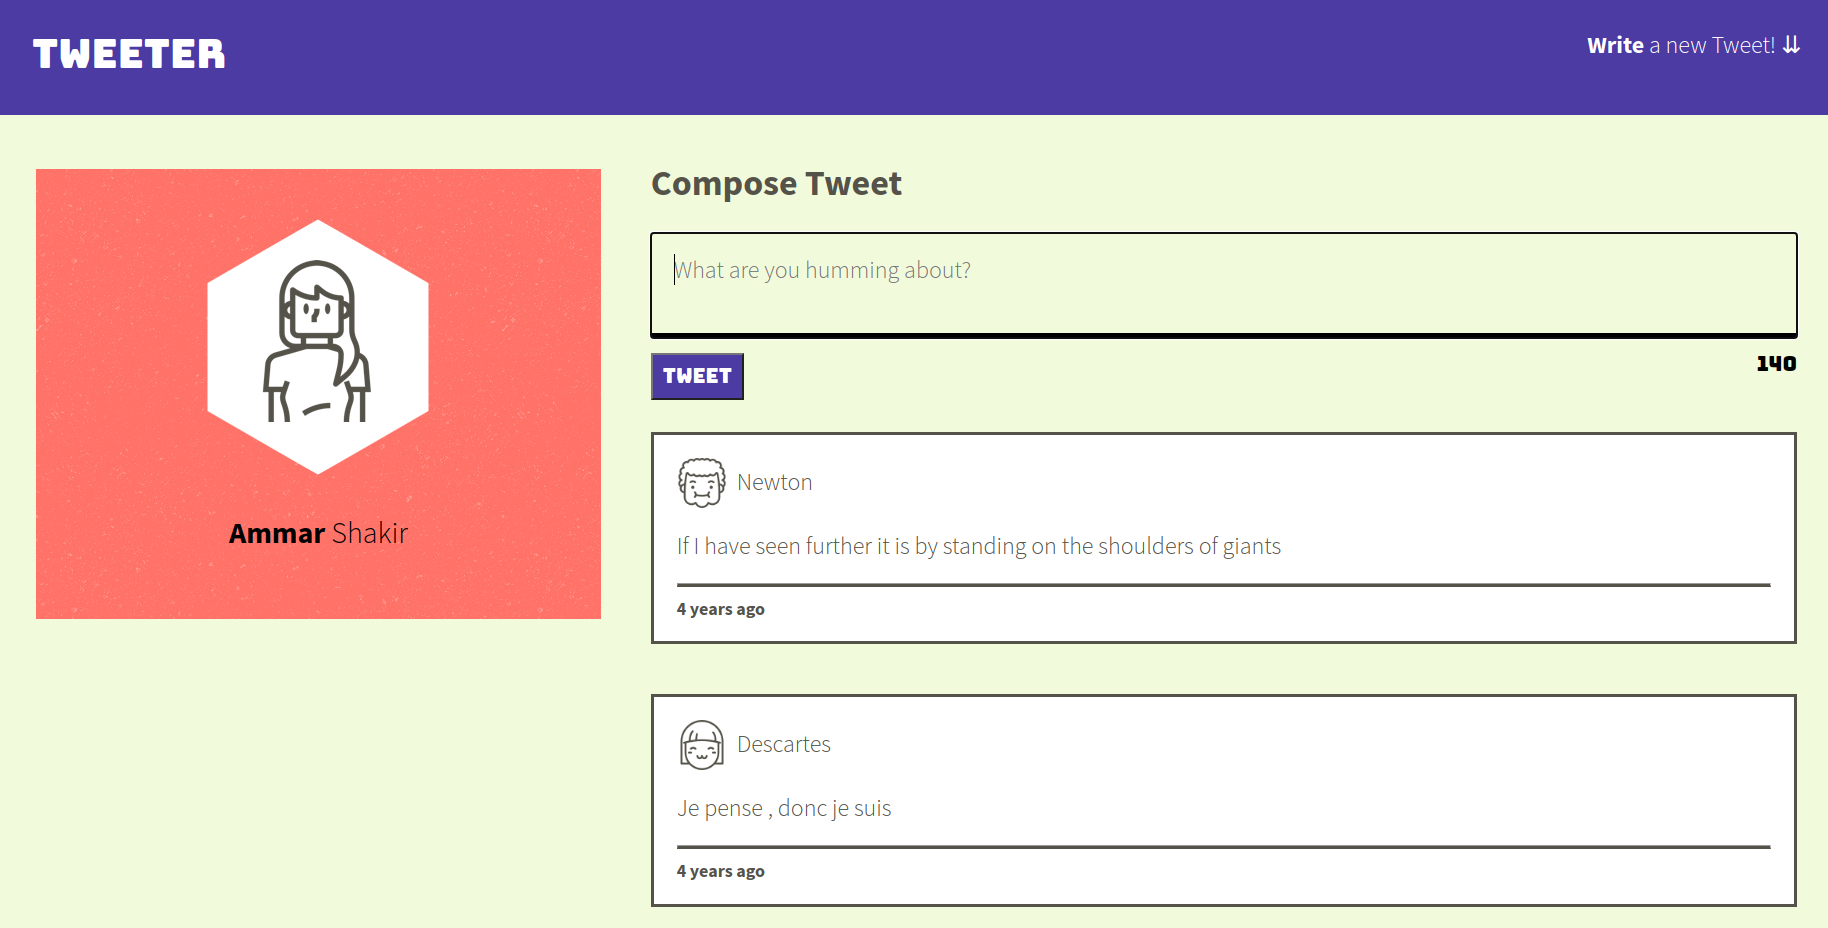 TWEETER
Write a new Tweet! ⇊
Ammar Shakir
Compose Tweet
What are you humming about?
TWEET
140
Newton
If I have seen further it is by standing on the shoulders of giants
4 years ago
Descartes
Je pense , donc je suis
4 years ago